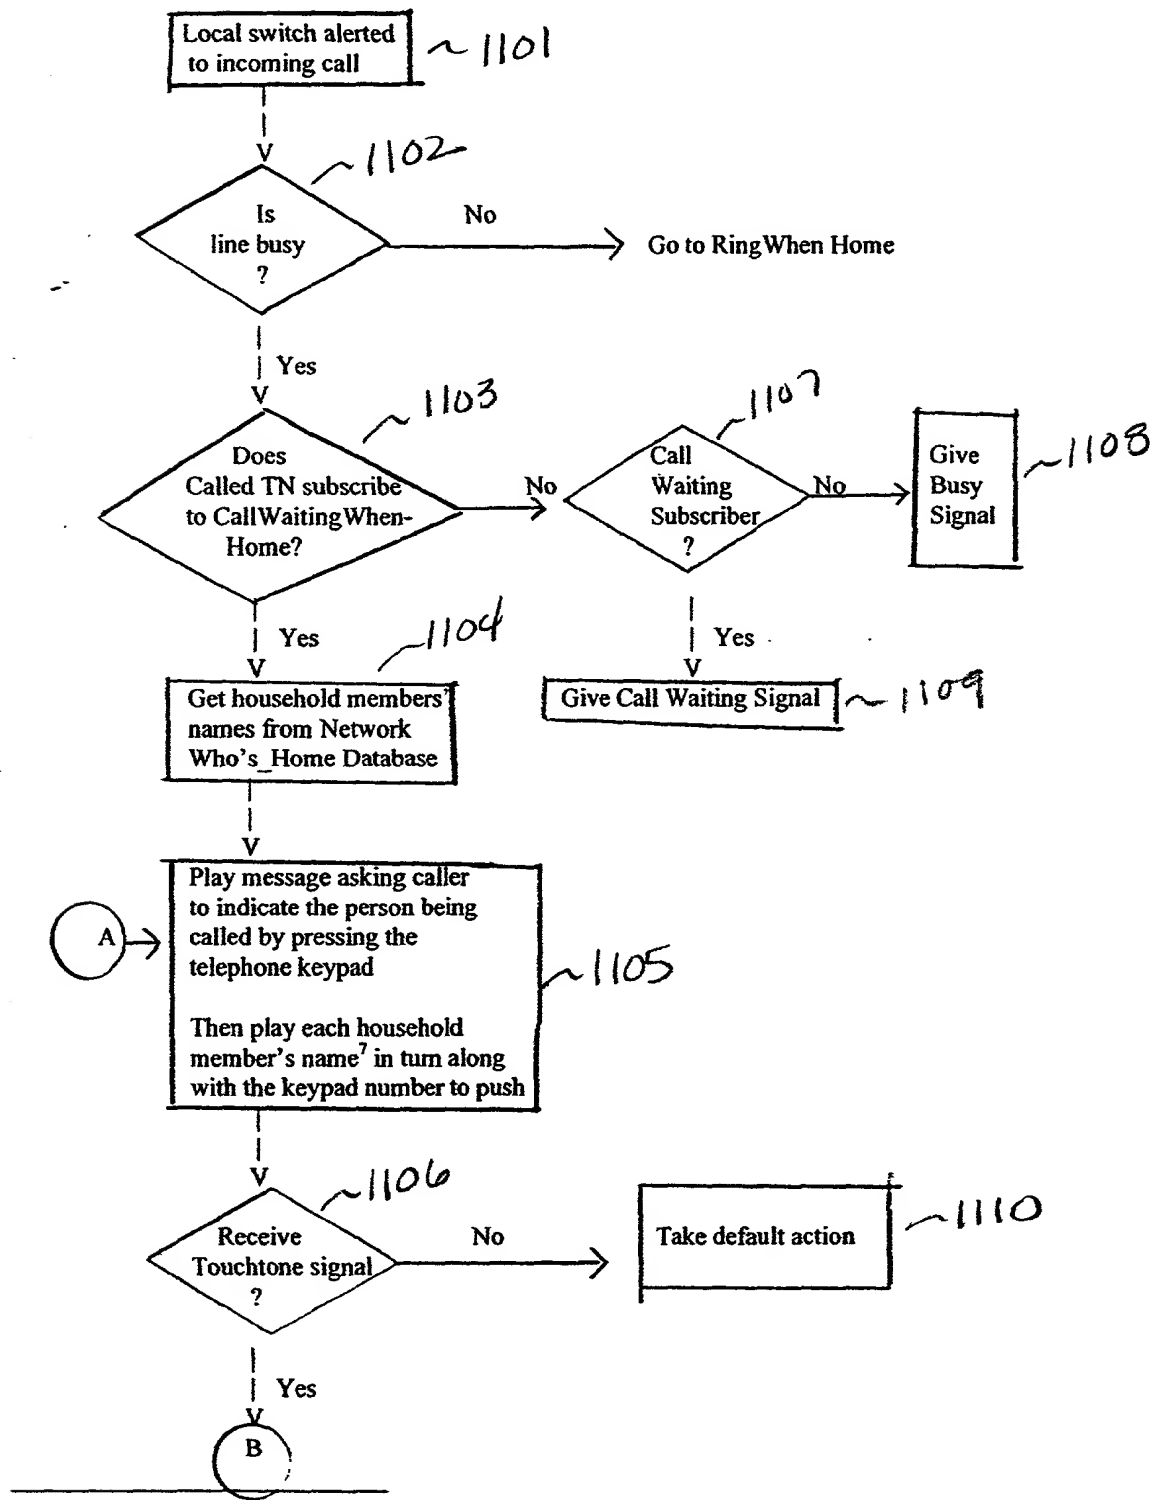 Local switch alerted
to incoming call
~1101
1102
Is
line busy
?
No
Go to RingWhen Home
Yes
1103
Does
Called TN subscribe
to CallWaitingWhen-
Home?
No
1107
Call
Waiting
Subscriber
?
No
Give
Busy
Signal
~1108
Yes
1104
Yes
Get household members'
names from Network
Who's_Home Database
Give Call Waiting Signal
~1109
Play message asking caller
to indicate the person being
called by pressing the
telephone keypad
A
~1105
Then play each household
member's name⁷ in turn along
with the keypad number to push
~1106
Receive
Touchtone signal
?
No
Take default action
~1110
Yes
B